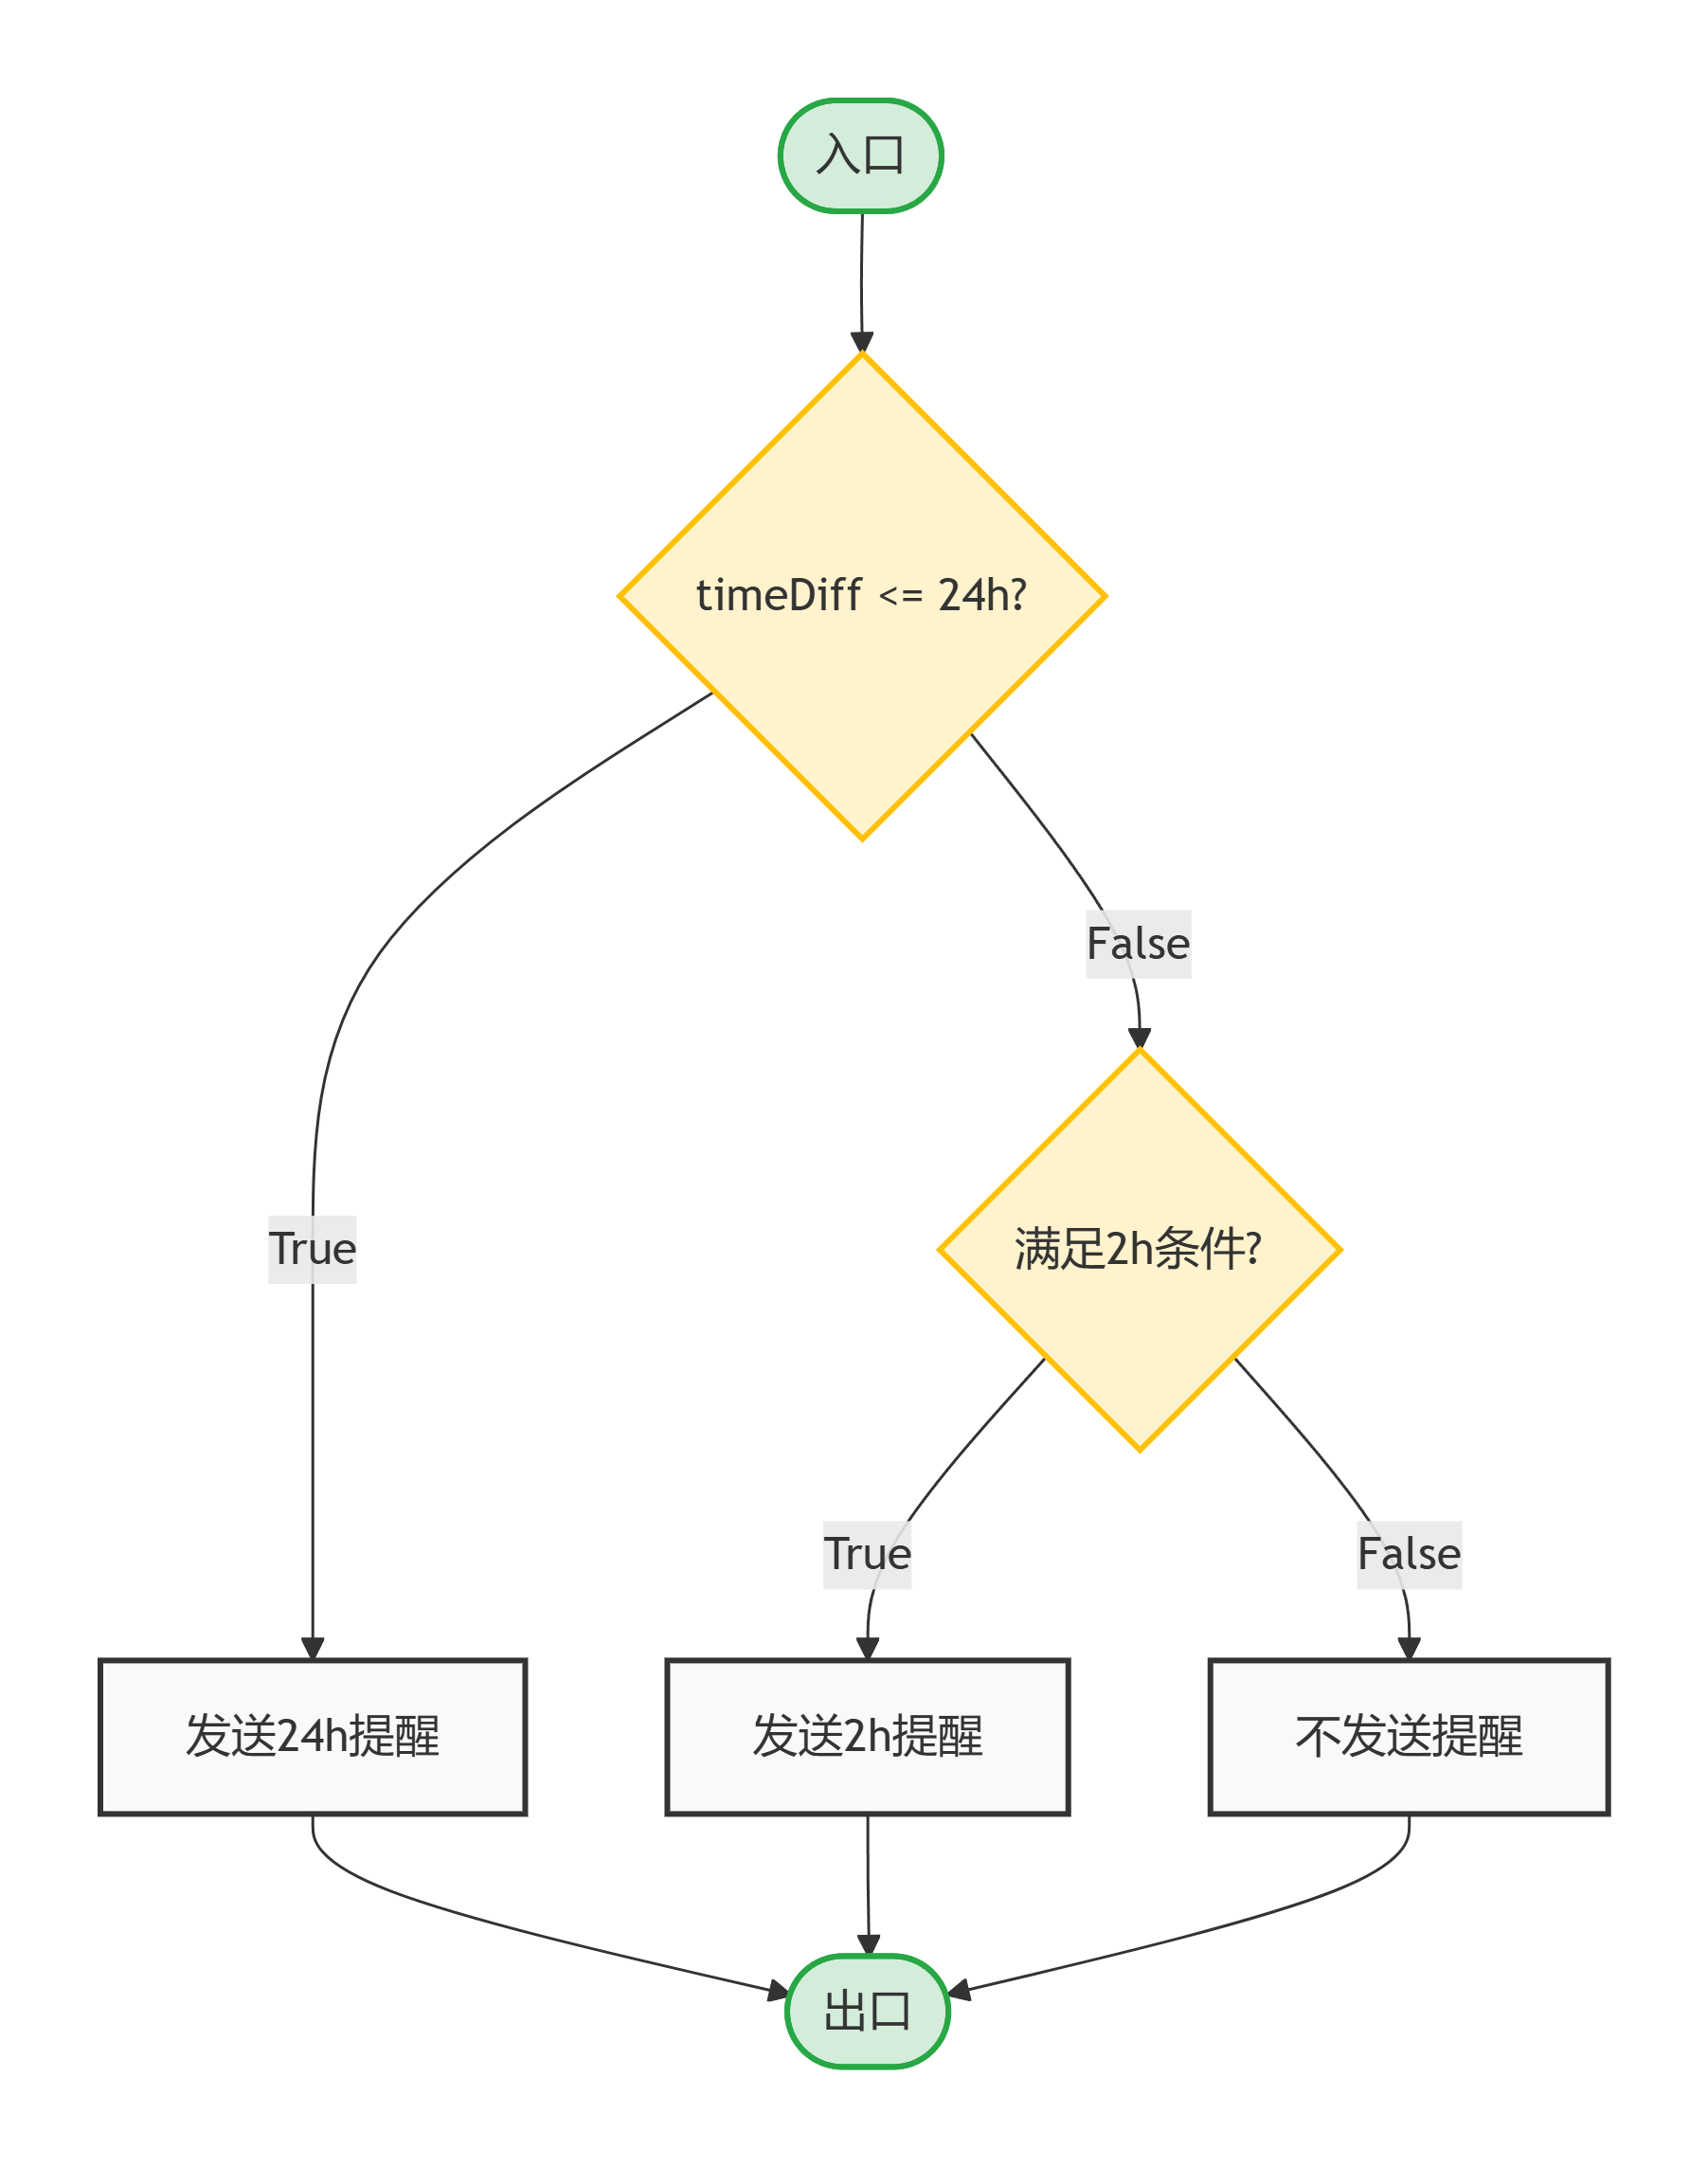 入口
timeDiff <= 24h?
False
True
满足2h条件?
True
False
发送24h提醒
发送2h提醒
不发送提醒
出口